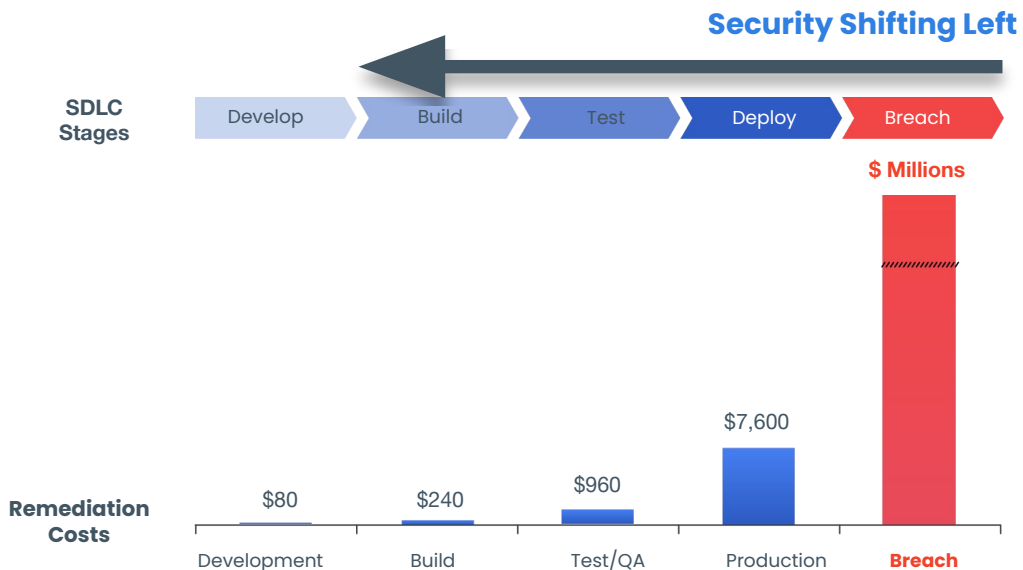 Security Shifting Left
SDLC
Stages
Develop
Build
Test
Deploy
Breach
$ Millions
$80
$240
$960
$7,600
Remediation
Costs
Development
Build
Test/QA
Production
Breach